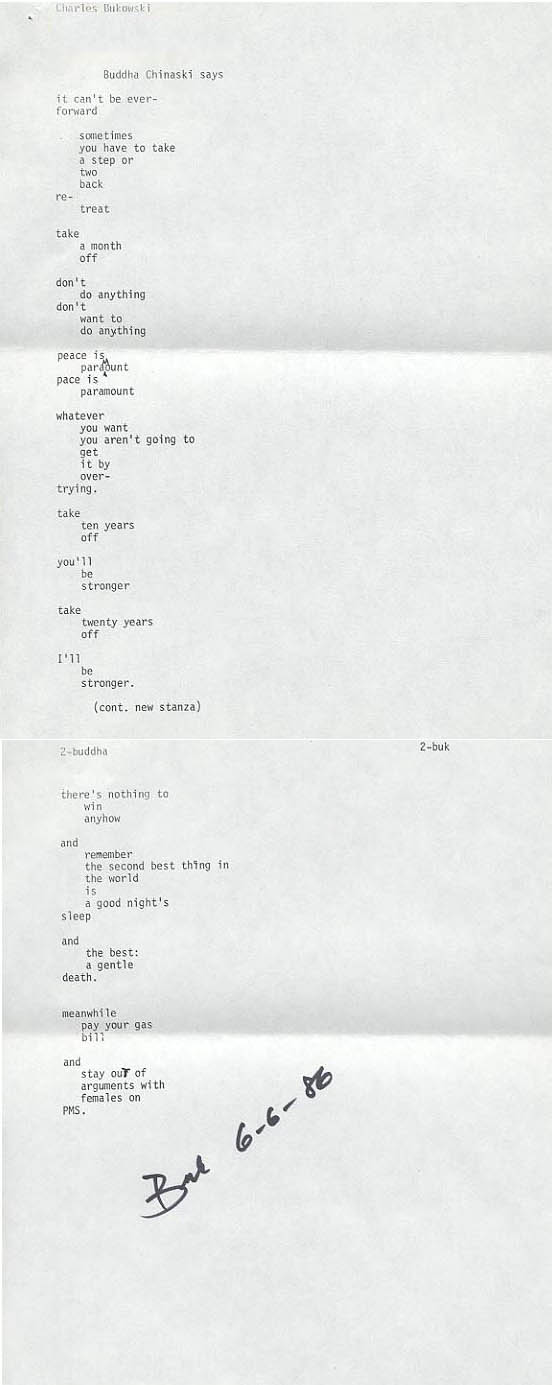 Charles Bukowski
Buddha Chinaski says
it can't be ever-
forward
sometimes
you have to take
a step or
two
back
re-
treat
take
a month
off
don't
do anything
don't
want to
do anything
peace is
paramount
pace is
paramount
whatever
you want
you aren't going to
get
it by
over-
trying.
take
ten years
off
you'll
be
stronger
take
twenty years
off
I'll
be
stronger.
(cont. new stanza)
2-buddha 2-buk
there's nothing to
win
anyhow
and
remember
the second best thing in
the world
is
a good night's
sleep
and
the best:
a gentle
death.
meanwhile
pay your gas
bill
and
stay out of
arguments with
females on
PMS.
Buk 6-6-86